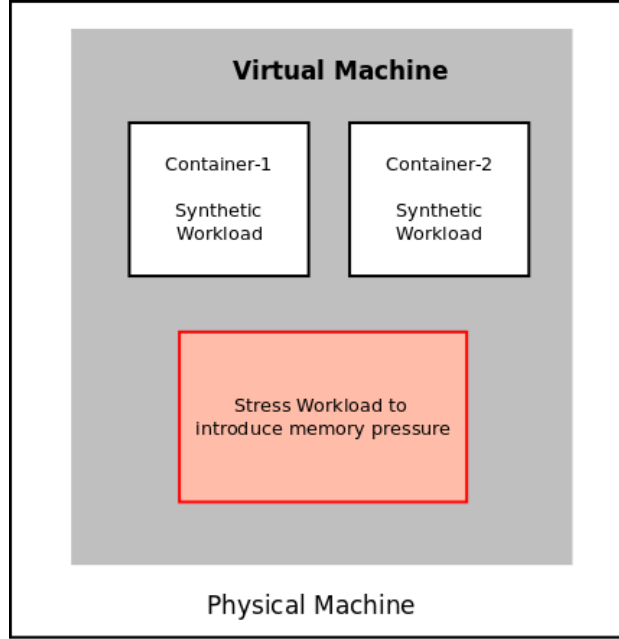 Virtual Machine
Container-1
Synthetic
Workload
Container-2
Synthetic
Workload
Stress Workload to
introduce memory pressure
Physical Machine